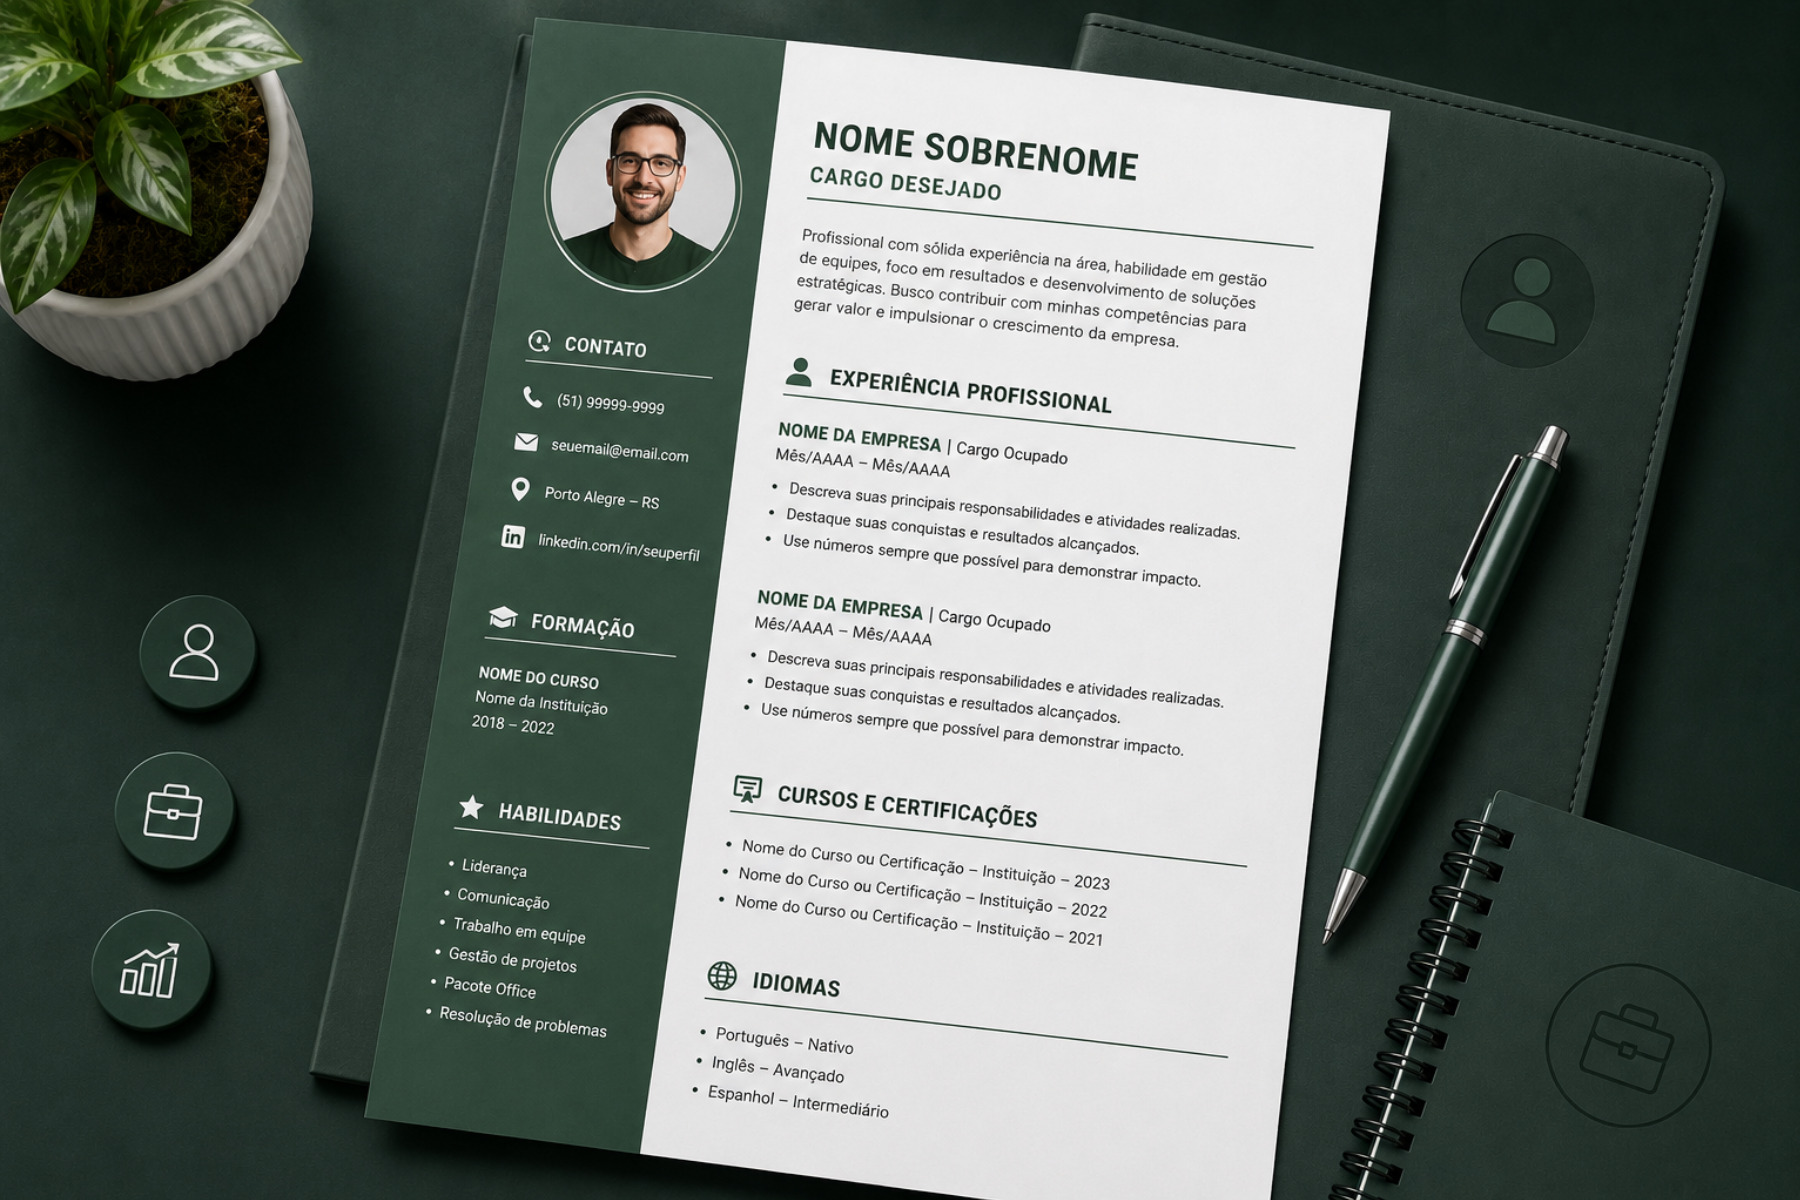 CONTATO
(51) 99999-9999
seuemail@email.com
Porto Alegre – RS
in linkedin.com/in/seuperfil
FORMAÇÃO
NOME DO CURSO
Nome da Instituição
2018 – 2022
HABILIDADES
• Liderança
• Comunicação
• Trabalho em equipe
• Gestão de projetos
• Pacote Office
• Resolução de problemas
NOME SOBRENOME
CARGO DESEJADO
Profissional com sólida experiência na área, habilidade em gestão
de equipes, foco em resultados e desenvolvimento de soluções
estratégicas. Busco contribuir com minhas competências para
gerar valor e impulsionar o crescimento da empresa.
EXPERIÊNCIA PROFISSIONAL
NOME DA EMPRESA | Cargo Ocupado
Mês/AAAA – Mês/AAAA
• Descreva suas principais responsabilidades e atividades realizadas.
• Destaque suas conquistas e resultados alcançados.
• Use números sempre que possível para demonstrar impacto.
NOME DA EMPRESA | Cargo Ocupado
Mês/AAAA – Mês/AAAA
• Descreva suas principais responsabilidades e atividades realizadas.
• Destaque suas conquistas e resultados alcançados.
• Use números sempre que possível para demonstrar impacto.
CURSOS E CERTIFICAÇÕES
• Nome do Curso ou Certificação – Instituição – 2023
• Nome do Curso ou Certificação – Instituição – 2022
• Nome do Curso ou Certificação – Instituição – 2021
IDIOMAS
• Português – Nativo
• Inglês – Avançado
• Espanhol – Intermediário